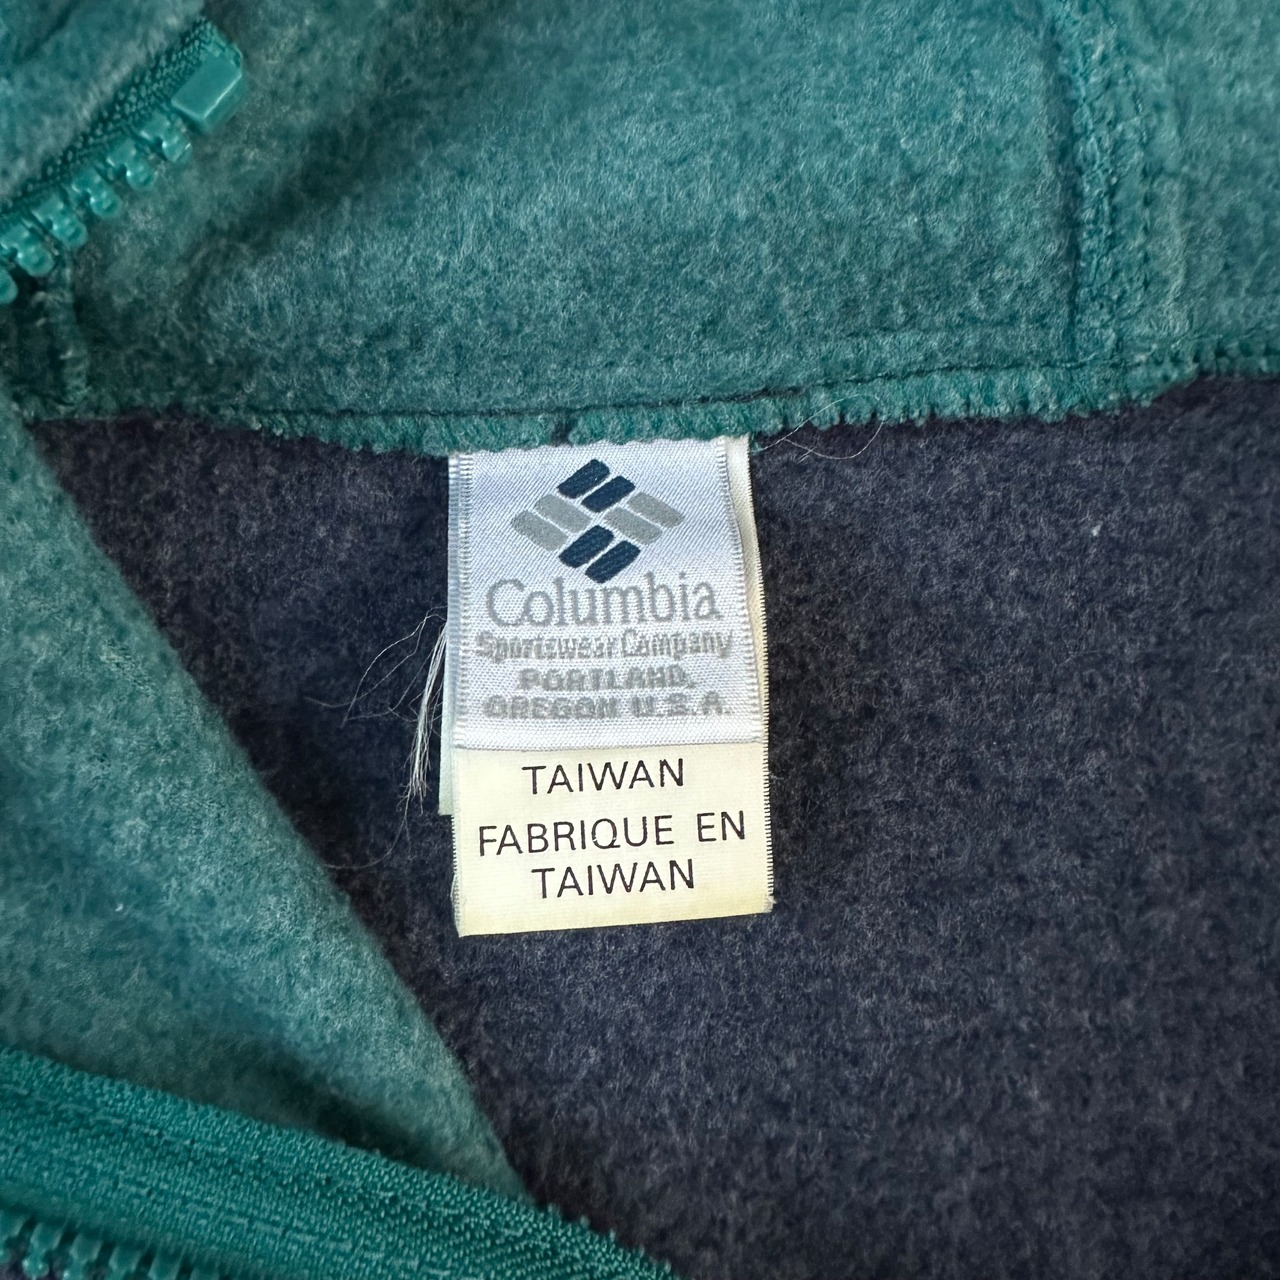 Columbia
Sportswear Company
PORTLAND,
OREGON U.S.A.
TAIWAN
FABRIQUE EN
TAIWAN